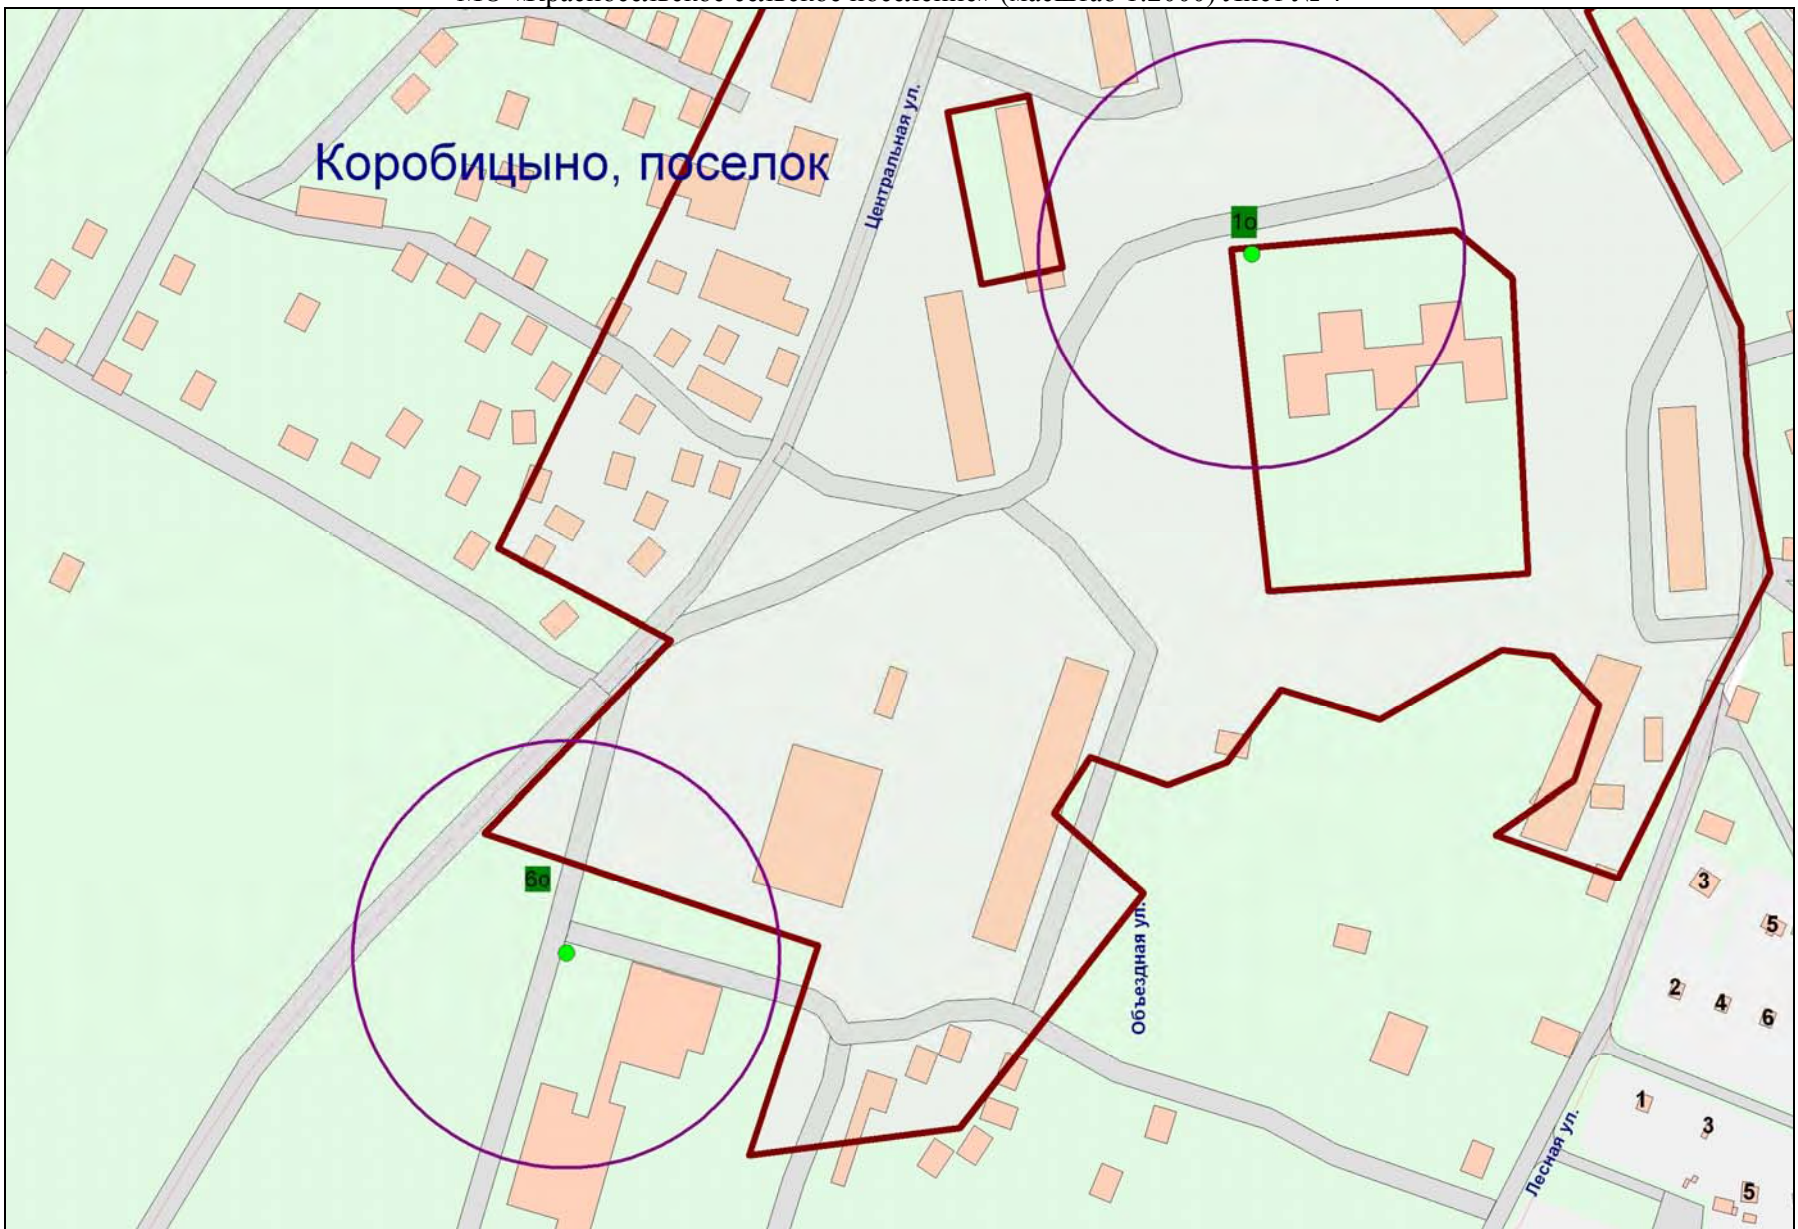 Коробицыно, поселок
Центральная ул.
1о
6о
Объездная ул.
Лесная ул.
3
5
2
4
6
1
3
5